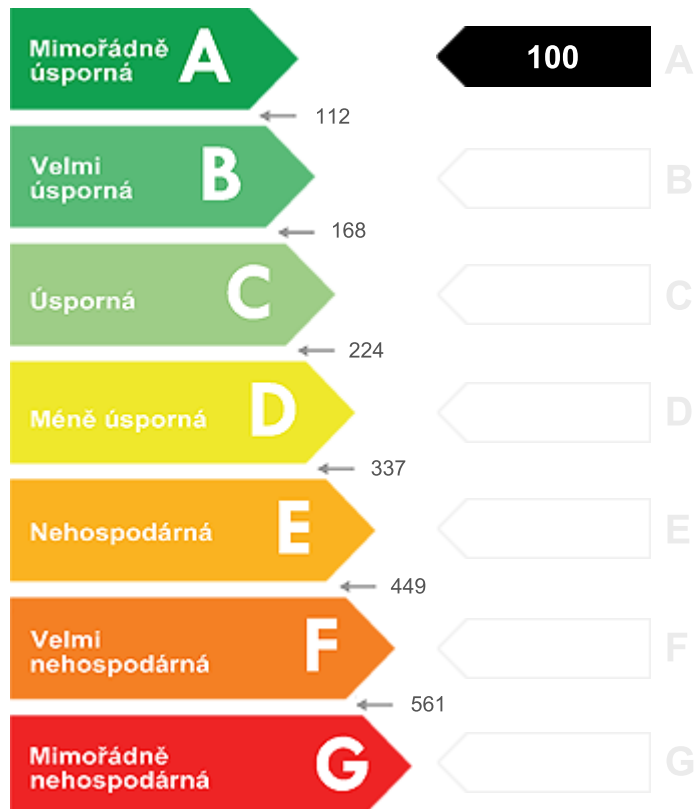 Mimořádně
úsporná
A
100
A
112
Velmi
úsporná
B
B
168
Úsporná
C
C
224
Méně úsporná
D
D
337
Nehospodárná
E
E
449
Velmi
nehospodárná
F
F
561
Mimořádně
nehospodárná
G
G